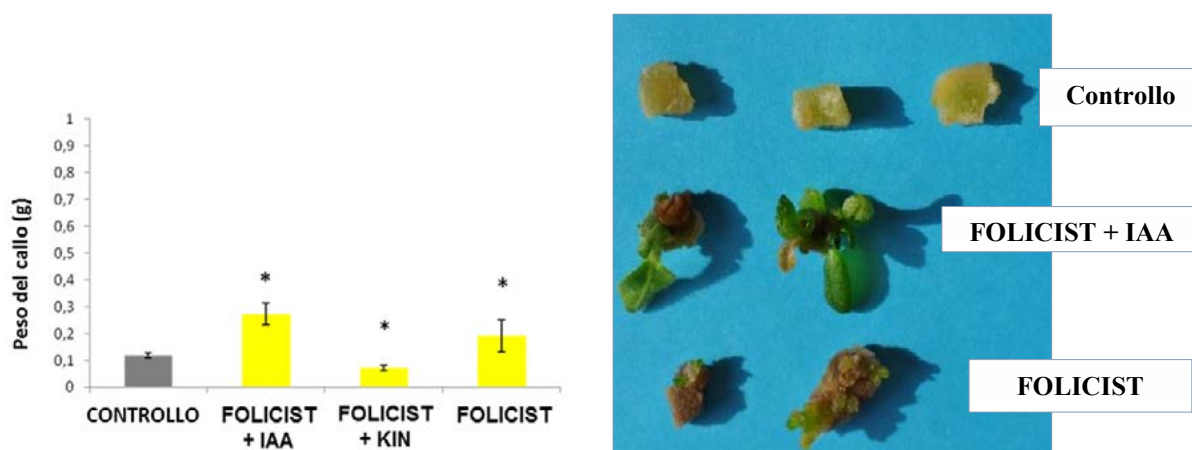 Peso del callo (g)
1
0,9
0,8
0,7
0,6
0,5
0,4
0,3
0,2
0,1
0
*
*
*
CONTROLLO
FOLICIST
+ IAA
FOLICIST
+ KIN
FOLICIST
Controllo
FOLICIST + IAA
FOLICIST